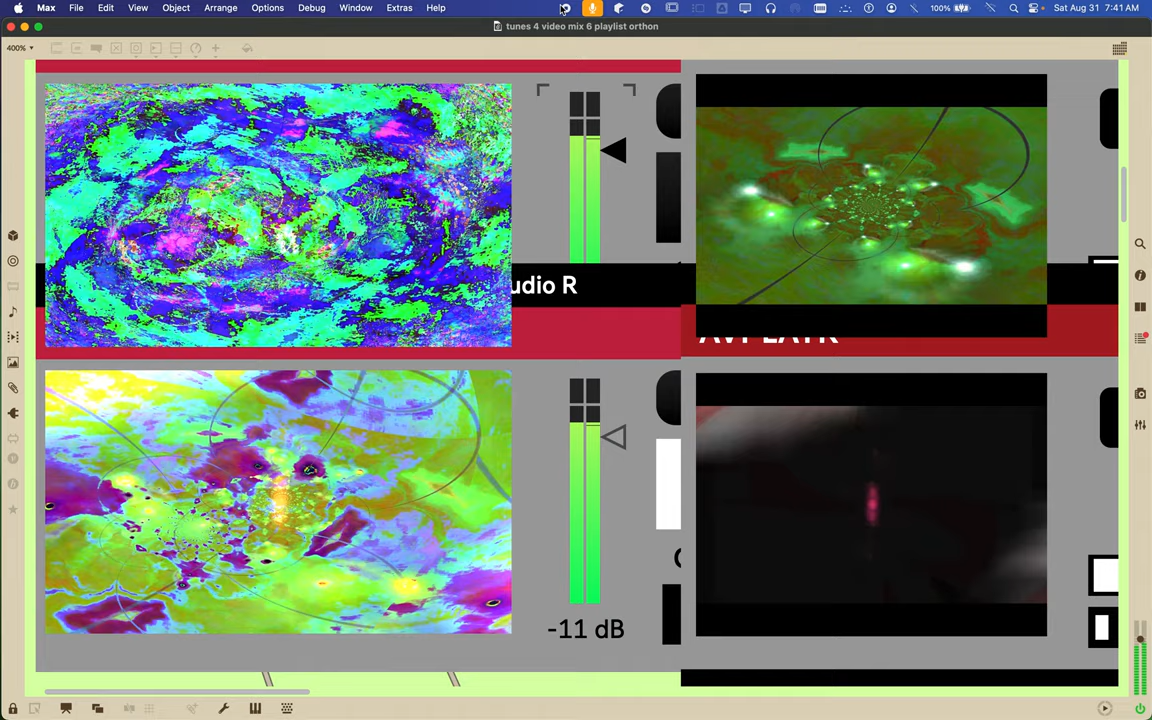 Max File Edit View Object Arrange Options Debug Window Extras Help 100% Sat Aug 31 7:41 AM
tunes 4 video mix 6 playlist orthon
400%
udio R
-11 dB